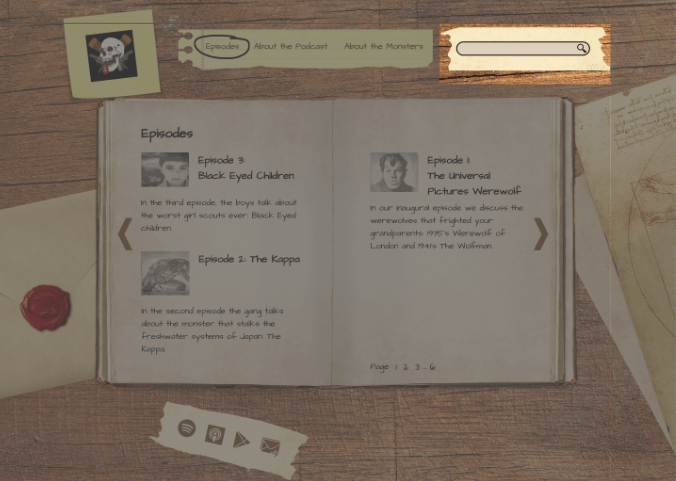 Episodes
About the Podcast
About the Monsters
Episodes
Episode 3:
Black Eyed Children
In the third episode, the boys talk about
the worst girl scouts ever: Black Eyed
children.
Episode 2: The Kappa
In the second episode the gang talks
about the monster that stalks the
freshwater systems of Japan: The
Kappa
Episode 1:
The Universal
Pictures Werewolf
In our inaugural episode we discuss the
werewolves that frighted your
grandparents 1935's Werewolf of
London and 1941's The Wolfman.
Page 1 2 3 ... 6